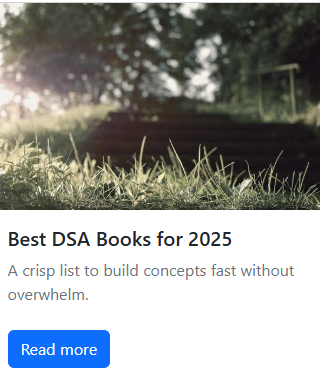 Best DSA Books for 2025
A crisp list to build concepts fast without
overwhelm.
Read more